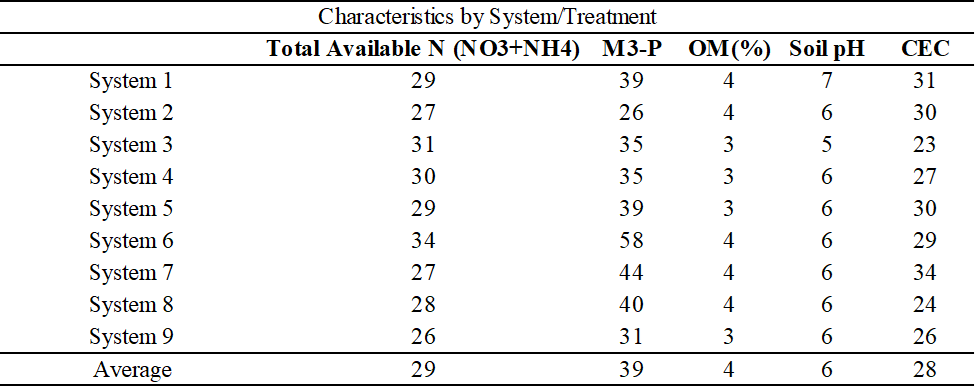 Characteristics by System/Treatment
Total Available N (NO3+NH4) M3-P OM(%) Soil pH CEC
System 1 29 39 4 7 31
System 2 27 26 4 6 30
System 3 31 35 3 5 23
System 4 30 35 3 6 27
System 5 29 39 3 6 30
System 6 34 58 4 6 29
System 7 27 44 4 6 34
System 8 28 40 4 6 24
System 9 26 31 3 6 26
Average 29 39 4 6 28